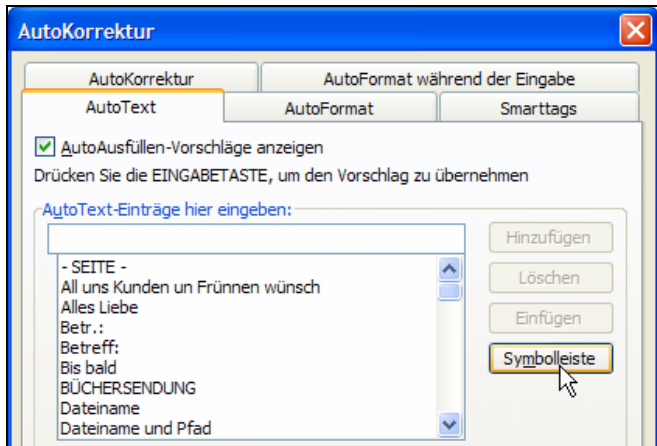 AutoKorrektur
AutoKorrektur
AutoFormat während der Eingabe
AutoText
AutoFormat
Smarttags
AutoAusfüllen-Vorschläge anzeigen
Drücken Sie die EINGABETASTE, um den Vorschlag zu übernehmen
AutoText-Einträge hier eingeben:
Hinzufügen
- SEITE -
All uns Kunden un Frünnen wünsch
Alles Liebe
Betr.:
Betreff:
Bis bald
BÜCHERSENDUNG
Dateiname
Dateiname und Pfad
Löschen
Einfügen
Symbolleiste